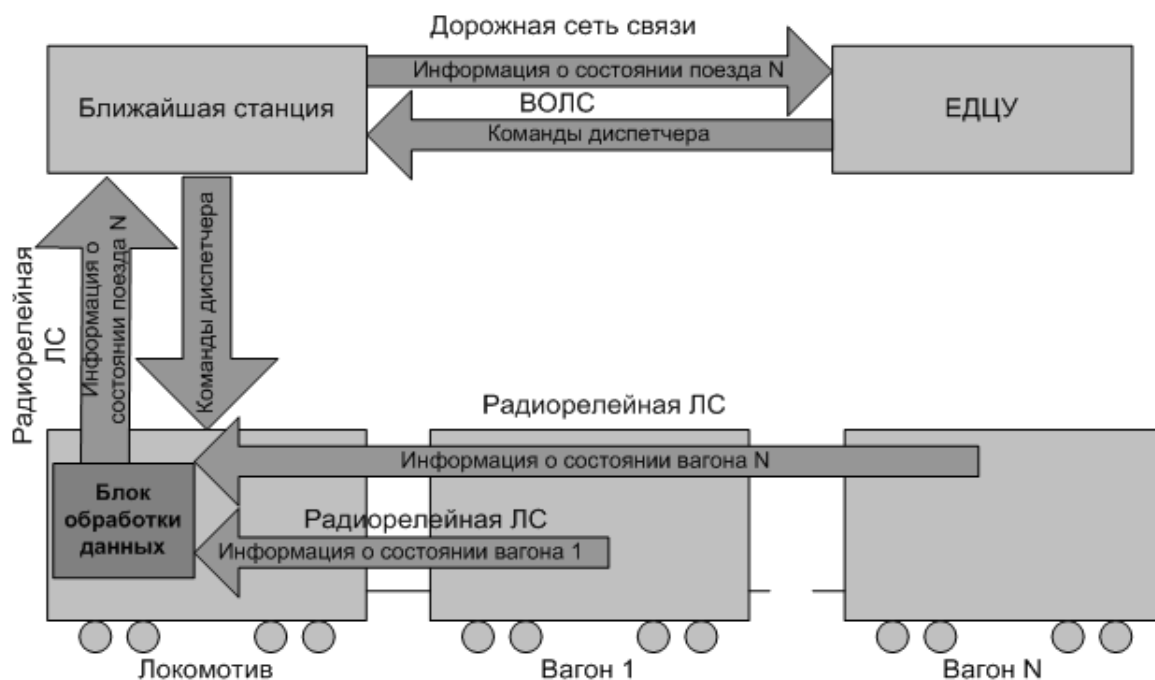 Дорожная сеть связи
Ближайшая станция
Информация о состоянии поезда N
ВОЛС
Команды диспетчера
ЕДЦУ
Радиорелейная
ЛС
Информация о
состоянии поезда N
Команды диспетчера
Радиорелейная ЛС
Информация о состоянии вагона N
Блок
обработки
данных
Радиорелейная ЛС
Информация о состоянии вагона 1
Локомотив
Вагон 1
Вагон N